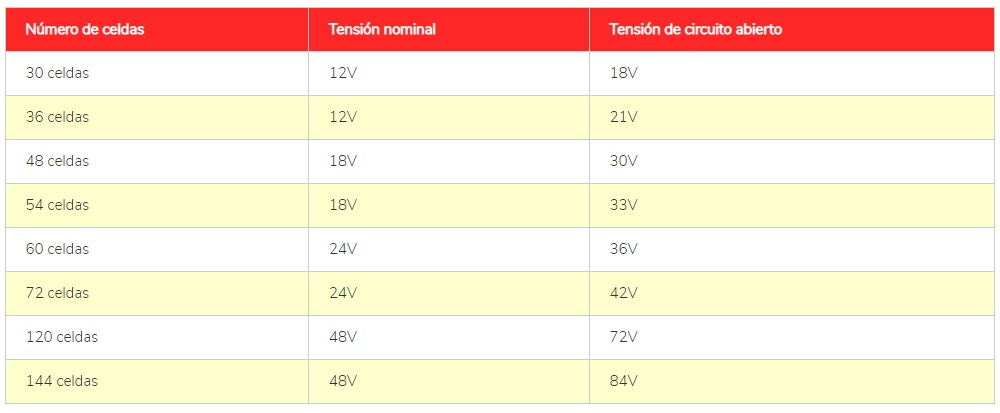 Número de celdas Tensión nominal Tensión de circuito abierto
30 celdas 12V 18V
36 celdas 12V 21V
48 celdas 18V 30V
54 celdas 18V 33V
60 celdas 24V 36V
72 celdas 24V 42V
120 celdas 48V 72V
144 celdas 48V 84V